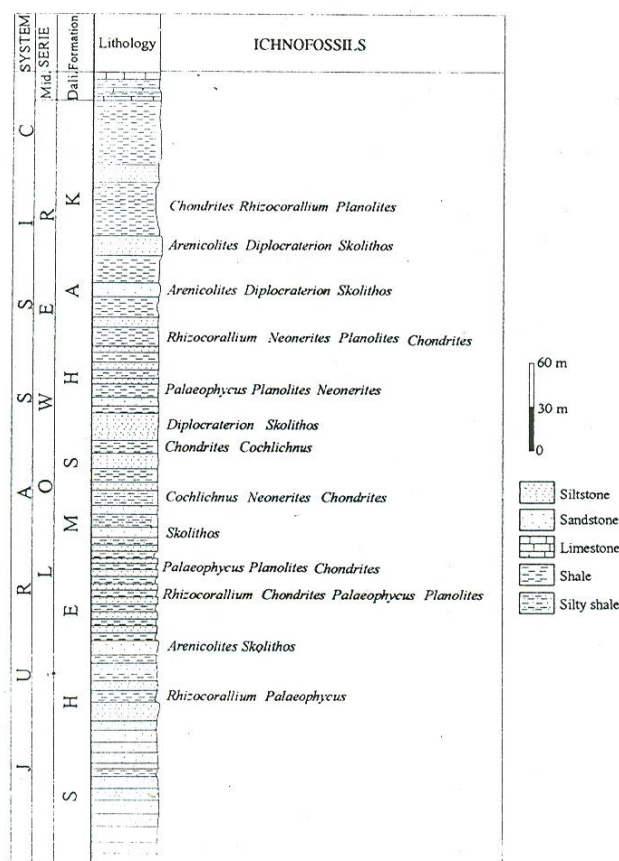 SYSTEM
SERIE
Formation
Lithology
ICHNOFOSSILS
Mid.
Dali.
JURASSIC
LOWER
SHEMSHAK
Chondrites Rhizocorallium Planolites
Arenicolites Diplocraterion Skolithos
Arenicolites Diplocraterion Skolithos
Rhizocorallium Neonerites Planolites Chondrites
Palaeophycus Planolites Neonerites
Diplocraterion Skolithos
Chondrites Cochlichnus
Cochlichnus Neonerites Chondrites
Skolithos
Palaeophycus Planolites Chondrites
Rhizocorallium Chondrites Palaeophycus Planolites
Arenicolites Skolithos
Rhizocorallium Palaeophycus
60 m
30 m
0
Siltstone
Sandstone
Limestone
Shale
Silty shale